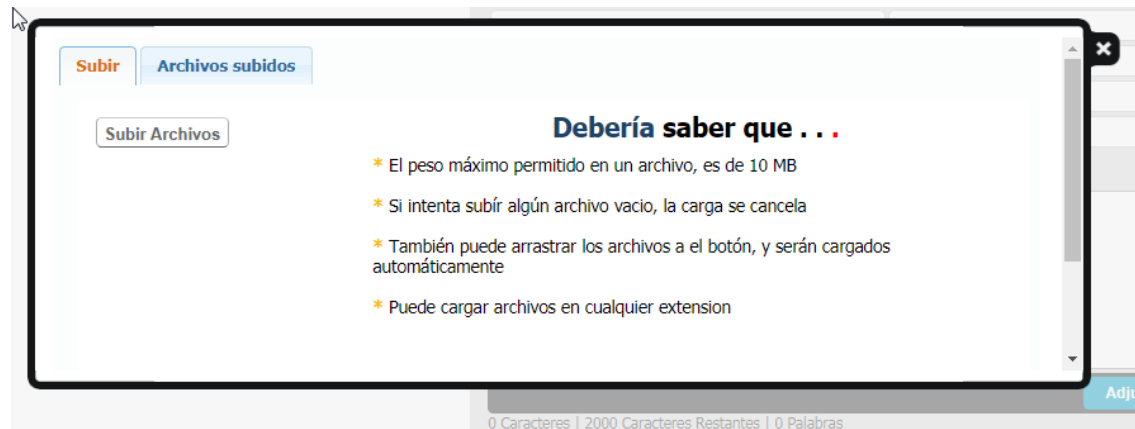 Subir Archivos subidos
Subir Archivos
Debería saber que . . .
* El peso máximo permitido en un archivo, es de 10 MB
* Si intenta subír algún archivo vacio, la carga se cancela
* También puede arrastrar los archivos a el botón, y serán cargados
automáticamente
* Puede cargar archivos en cualquier extension
0 Caracteres | 2000 Caracteres Restantes | 0 Palabras